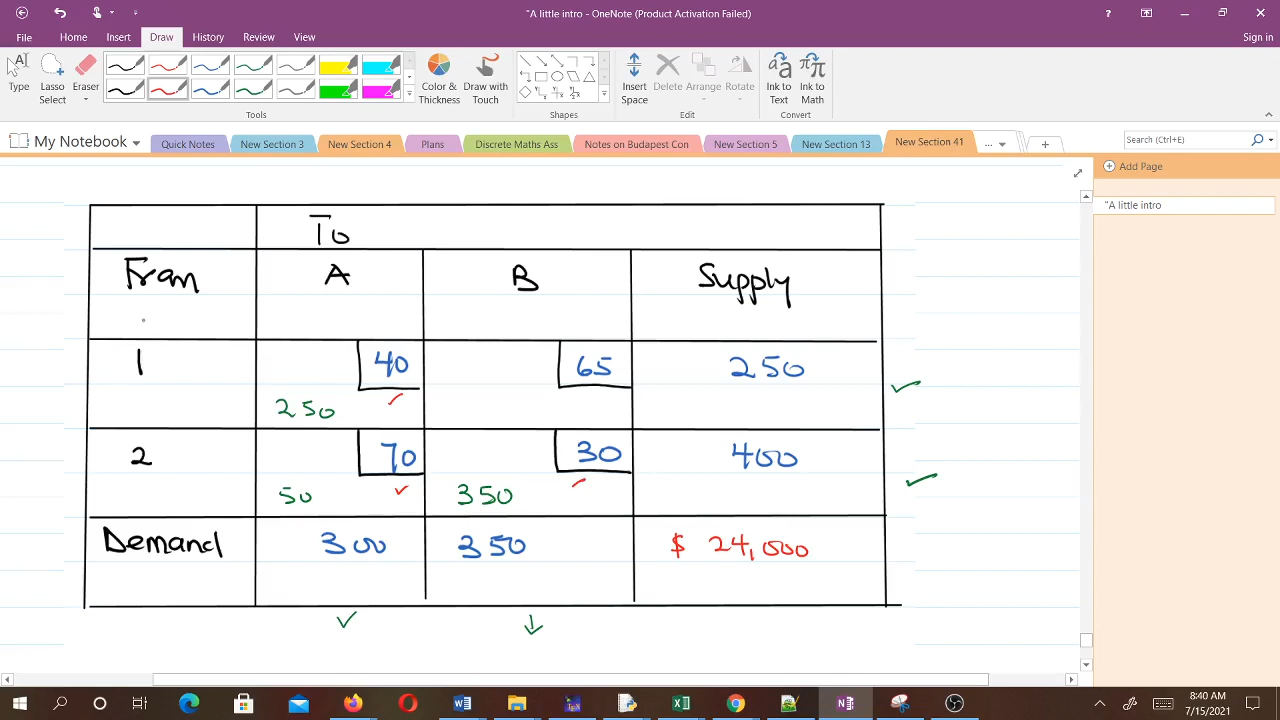 "A little intro - OneNote (Product Activation Failed)
?
Sign in
File Home Insert Draw History Review View
Type
Lasso Select
Eraser
Color & Thickness
Draw with Touch
Insert Space
Delete
Arrange
Rotate
Ink to Text
Ink to Math
Tools
Shapes
Edit
Convert
My Notebook
Quick Notes
New Section 3
New Section 4
Plans
Discrete Maths Ass
Notes on Budapest Con
New Section 5
New Section 13
New Section 41
...
Search (Ctrl+E)
Add Page
"A little intro
To
From A B Supply
1 40 65 250
250
2 70 30 400
50 350
Demand 300 350 $ 24,000
8:40 AM
7/15/2021